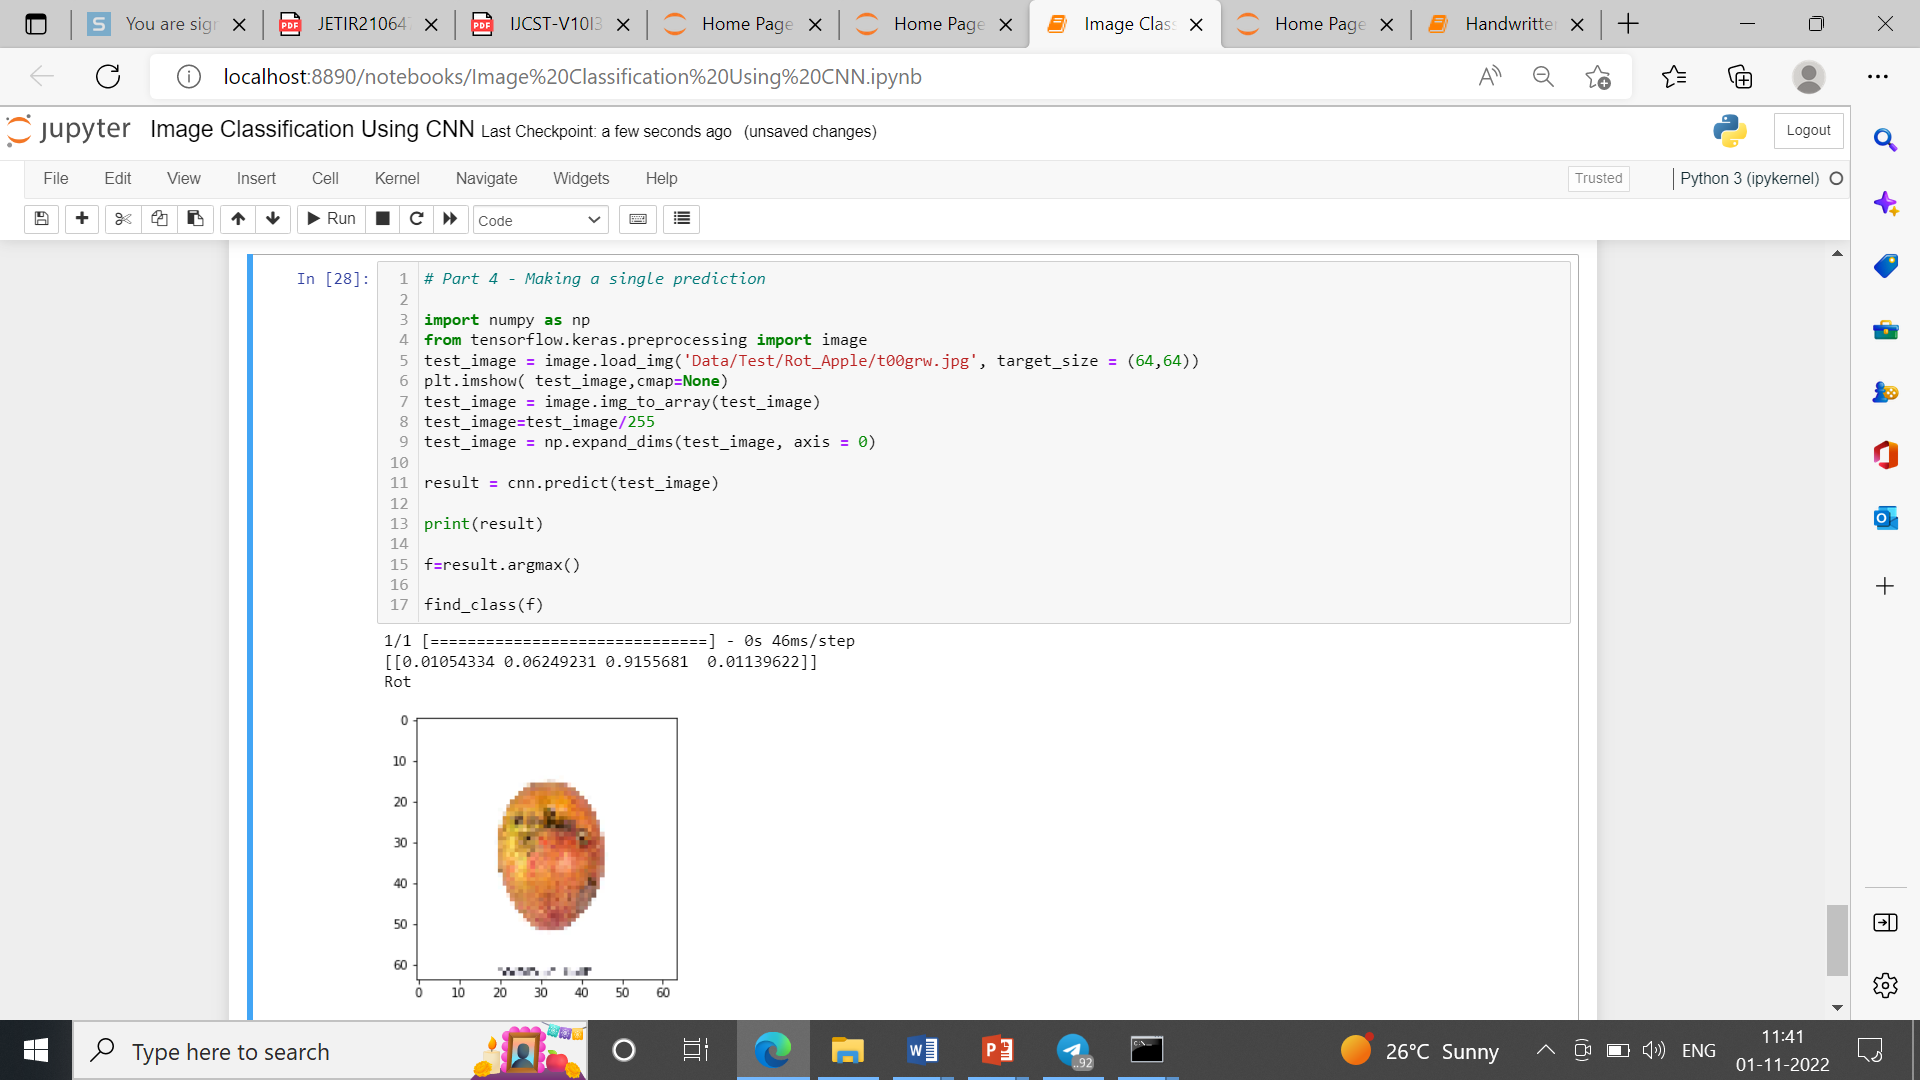 You are sig
JETIR21064
IJCST-V10I3
Home Page
Home Page
Image Clas
Home Page
Handwritte
localhost:8890/notebooks/Image%20Classification%20Using%20CNN.ipynb
jupyter Image Classification Using CNN Last Checkpoint: a few seconds ago (unsaved changes)
Logout
File Edit View Insert Cell Kernel Navigate Widgets Help
Trusted
Python 3 (ipykernel)
Run
Code
In [28]:
1 # Part 4 - Making a single prediction
2
3 import numpy as np
4 from tensorflow.keras.preprocessing import image
5 test_image = image.load_img('Data/Test/Rot_Apple/t00grw.jpg', target_size = (64,64))
6 plt.imshow( test_image,cmap=None)
7 test_image = image.img_to_array(test_image)
8 test_image=test_image/255
9 test_image = np.expand_dims(test_image, axis = 0)
10
11 result = cnn.predict(test_image)
12
13 print(result)
14
15 f=result.argmax()
16
17 find_class(f)
1/1 [==============================] - 0s 46ms/step
[[0.01054334 0.06249231 0.9155681  0.01139622]]
Rot
0
10
20
30
40
50
60
0 10 20 30 40 50 60
Type here to search
..92
26°C Sunny
ENG
11:41
01-11-2022